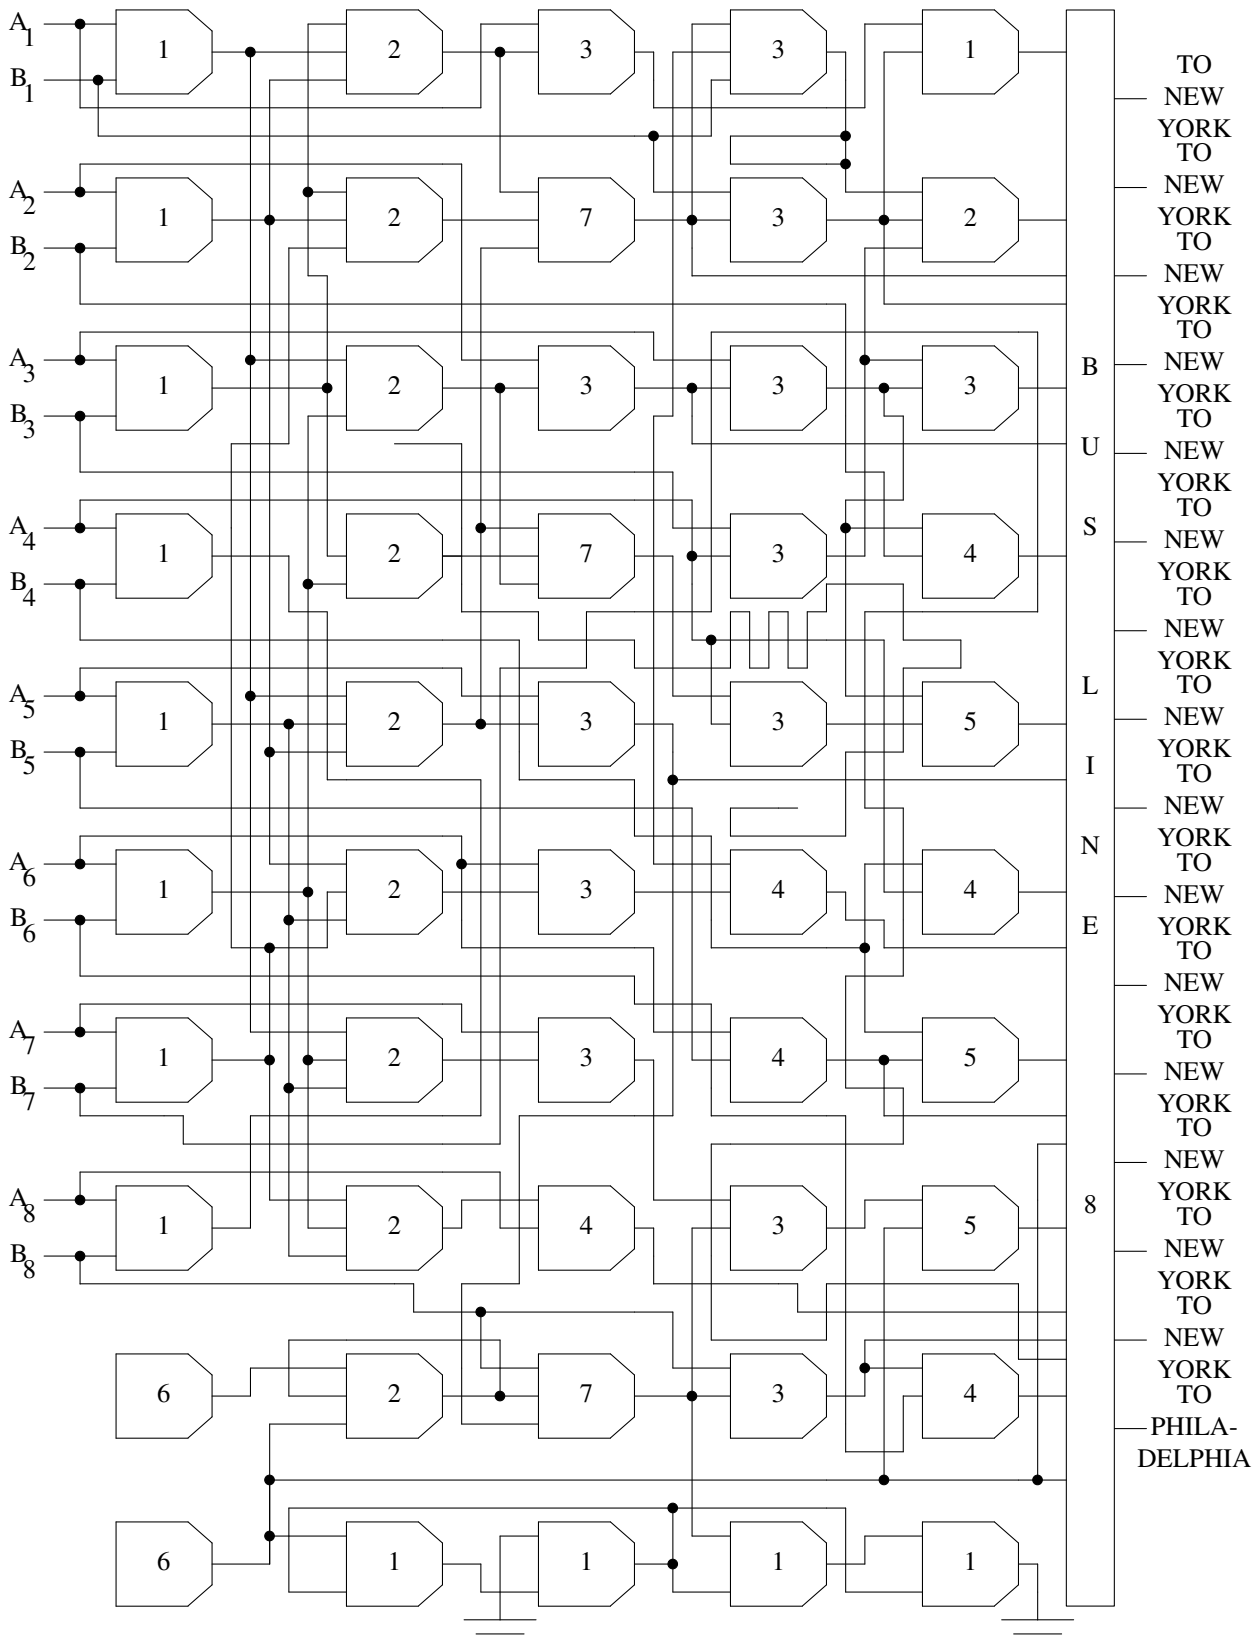 A1 1 2 3 3 1
B1
TO
NEW
YORK
TO
A2 1 2 7 3 2
NEW
YORK
B2
TO
NEW
YORK
TO
A3 1 2 3 3 3
B
NEW
YORK
B3
TO
U
NEW
YORK
TO
A4 1 2 7 3 4
S
NEW
YORK
B4
TO
NEW
YORK
TO
A5 1 2 3 3 5
L
NEW
YORK
B5
I
TO
NEW
YORK
N
TO
A6 1 2 3 4 4
NEW
YORK
B6
E
TO
NEW
YORK
TO
A7 1 2 3 4 5
NEW
YORK
B7
TO
NEW
YORK
A8 1 2 4 3 5
8
TO
NEW
B8
YORK
TO
NEW
YORK
6 2 7 3 4
TO
PHILA-
DELPHIA
6 1 1 1 1